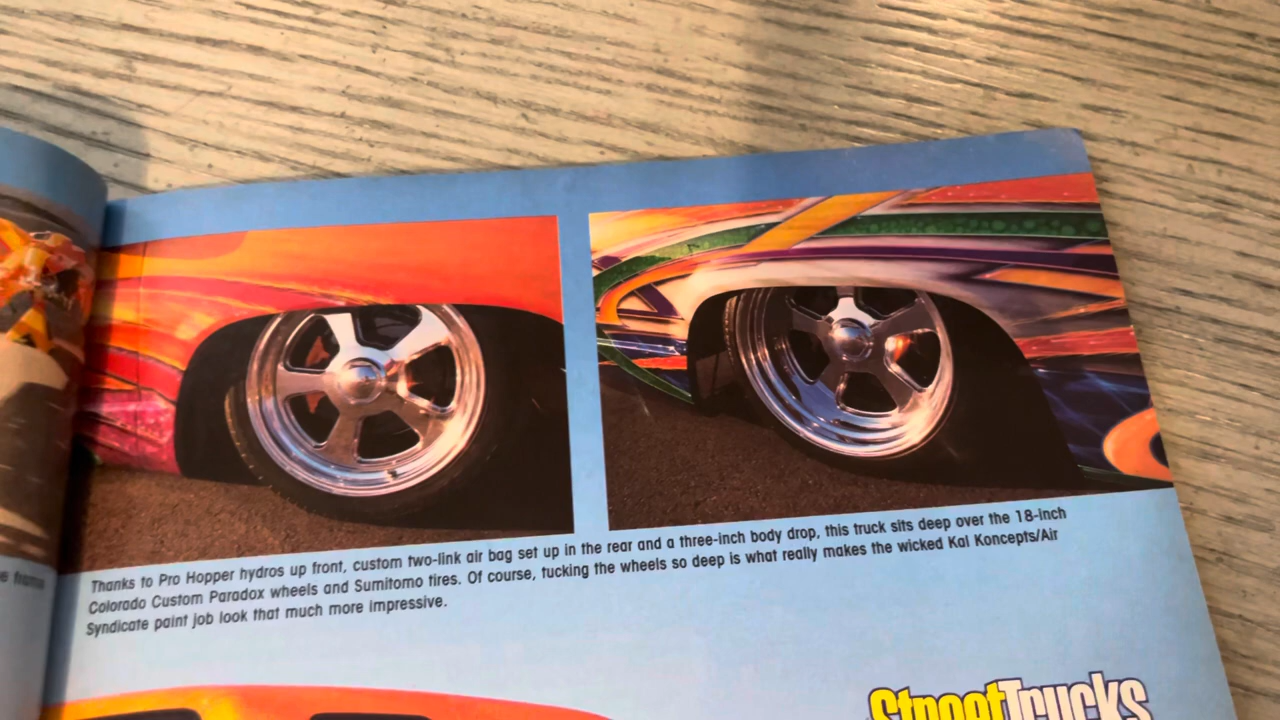 Thanks to Pro Hopper hydros up front, custom two-link air bag set up in the rear and a three-inch body drop, this truck sits deep over the 18-inch
Colorado Custom Paradox wheels and Sumitomo tires. Of course, tucking the wheels so deep is what really makes the wicked Kal Koncepts/Air
Syndicate paint job look that much more impressive.
e frame
StreetTrucks